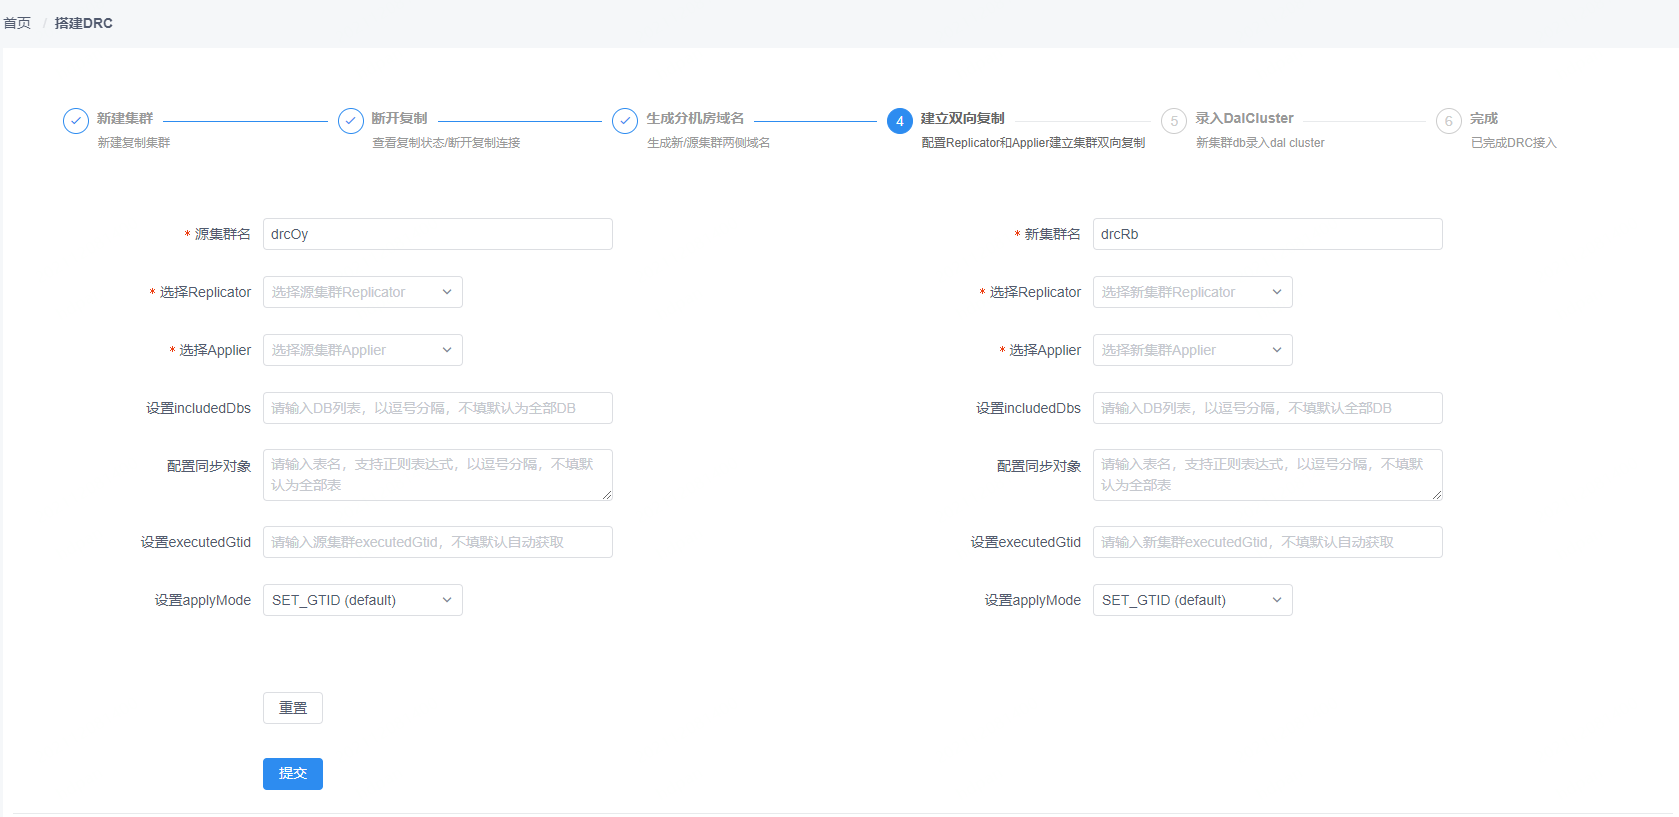 首页 / 搭建DRC
新建集群
新建复制集群
断开复制
查看复制状态/断开复制连接
生成分机房域名
生成新/源集群两侧域名
4 建立双向复制
配置Replicator和Applier建立集群双向复制
5 录入DalCluster
新集群db录入dal cluster
6 完成
已完成DRC接入
* 源集群名 drcOy
* 新集群名 drcRb
* 选择Replicator 选择源集群Replicator
* 选择Replicator 选择新集群Replicator
* 选择Applier 选择源集群Applier
* 选择Applier 选择新集群Applier
设置includedDbs 请输入DB列表，以逗号分隔，不填默认为全部DB
设置includedDbs 请输入DB列表，以逗号分隔，不填默认全部DB
配置同步对象 请输入表名，支持正则表达式，以逗号分隔，不填默
认为全部表
配置同步对象 请输入表名，支持正则表达式，以逗号分隔，不填默
认为全部表
设置executedGtid 请输入源集群executedGtid，不填默认自动获取
设置executedGtid 请输入新集群executedGtid，不填默认自动获取
设置applyMode SET_GTID (default)
设置applyMode SET_GTID (default)
重置
提交